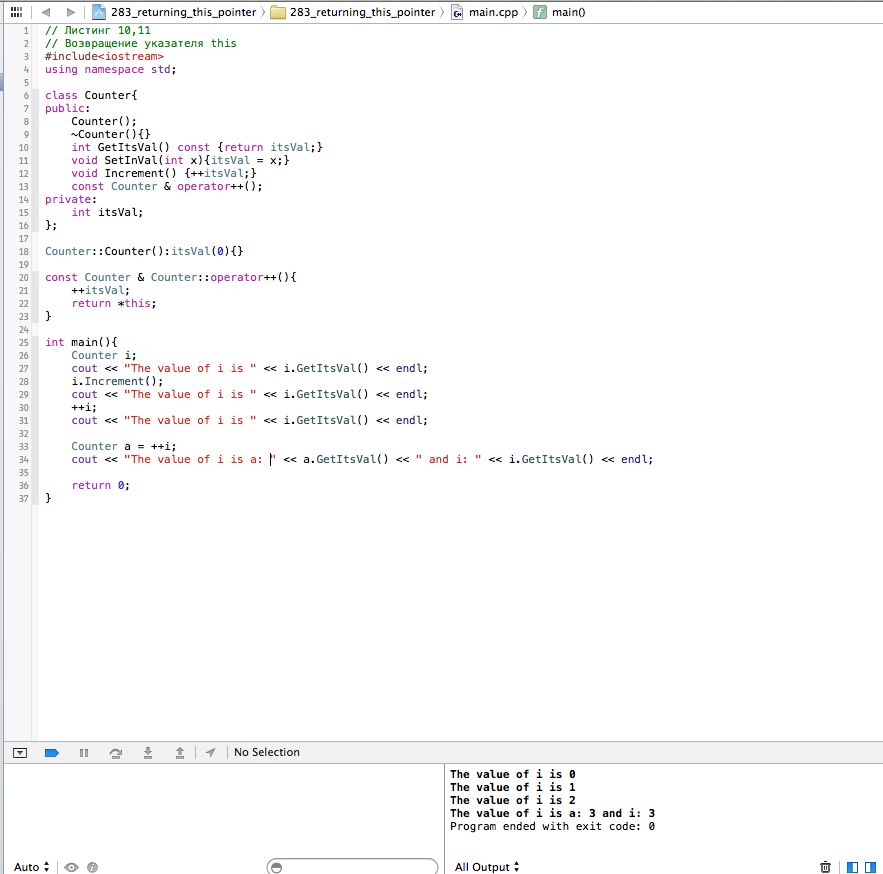 283_returning_this_pointer 283_returning_this_pointer main.cpp main()
1 // Листинг 10,11
2 // Возвращение указателя this
3 #include<iostream>
4 using namespace std;
5
6 class Counter{
7 public:
8     Counter();
9     ~Counter(){}
10     int GetItsVal() const {return itsVal;}
11     void SetInVal(int x){itsVal = x;}
12     void Increment() {++itsVal;}
13     const Counter & operator++();
14 private:
15     int itsVal;
16 };
17
18 Counter::Counter():itsVal(0){}
19
20 const Counter & Counter::operator++(){
21     ++itsVal;
22     return *this;
23 }
24
25 int main(){
26     Counter i;
27     cout << "The value of i is " << i.GetItsVal() << endl;
28     i.Increment();
29     cout << "The value of i is " << i.GetItsVal() << endl;
30     ++i;
31     cout << "The value of i is " << i.GetItsVal() << endl;
32
33     Counter a = ++i;
34     cout << "The value of i is a: " << a.GetItsVal() << " and i: " << i.GetItsVal() << endl;
35
36     return 0;
37 }
No Selection
The value of i is 0
The value of i is 1
The value of i is 2
The value of i is a: 3 and i: 3
Program ended with exit code: 0
Auto All Output